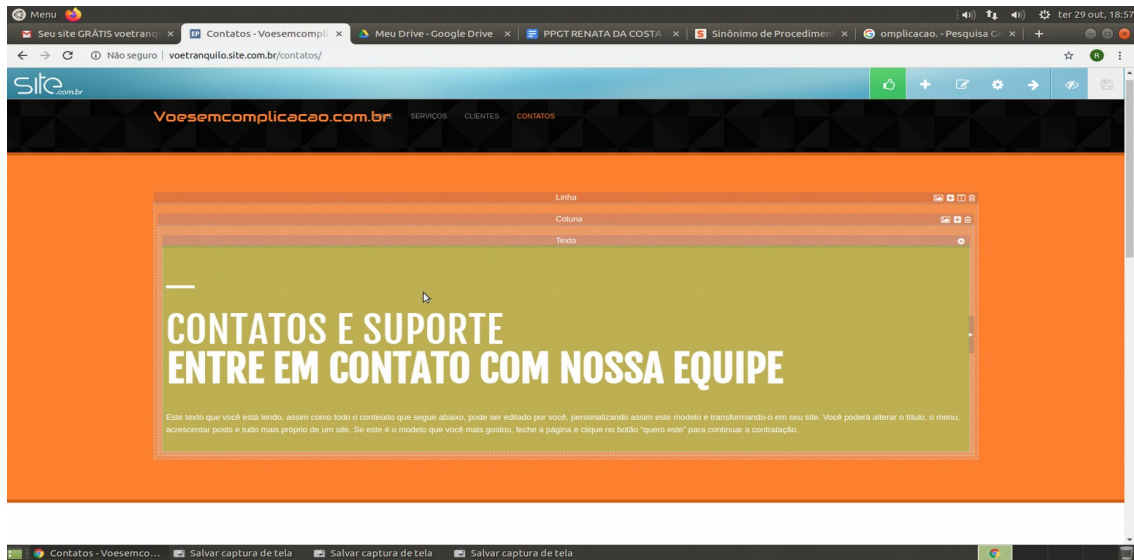 Menu
ter 29 out, 18:57
Seu site GRÁTIS voetranq
Contatos - Voesemcompli
Meu Drive - Google Drive
PPGT RENATA DA COSTA
Sinônimo de Procediment
omplicacao. - Pesquisa Go
Não seguro | voetranquilo.site.com.br/contatos/
R
site.com.br
Voesemcomplicacao.com.br
SERVIÇOS
CLIENTES
CONTATOS
Linha
Coluna
Texto
CONTATOS E SUPORTE
ENTRE EM CONTATO COM NOSSA EQUIPE
Este texto que você está lendo, assim como todo o conteúdo que segue abaixo, pode ser editado por você, personalizando assim este modelo e transformando-o em seu site. Você poderá alterar o título, o menu,
acrescentar posts e tudo mais próprio de um site. Se este é o modelo que você mais gostou, feche a página e clique no botão "quero este" para continuar a contratação.
Contatos - Voesemco...
Salvar captura de tela
Salvar captura de tela
Salvar captura de tela